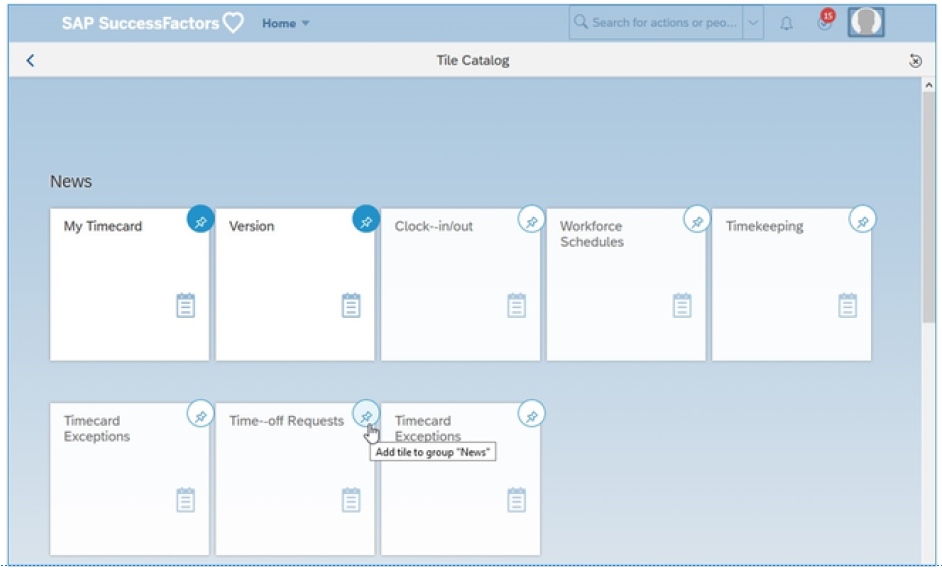 SAP SuccessFactors
Home
Search for actions or peo...
15
Tile Catalog
News
My Timecard
Version
Clock--in/out
Workforce
Schedules
Timekeeping
Timecard
Exceptions
Time--off Requests
Timecard
Exceptions
Add tile to group "News"